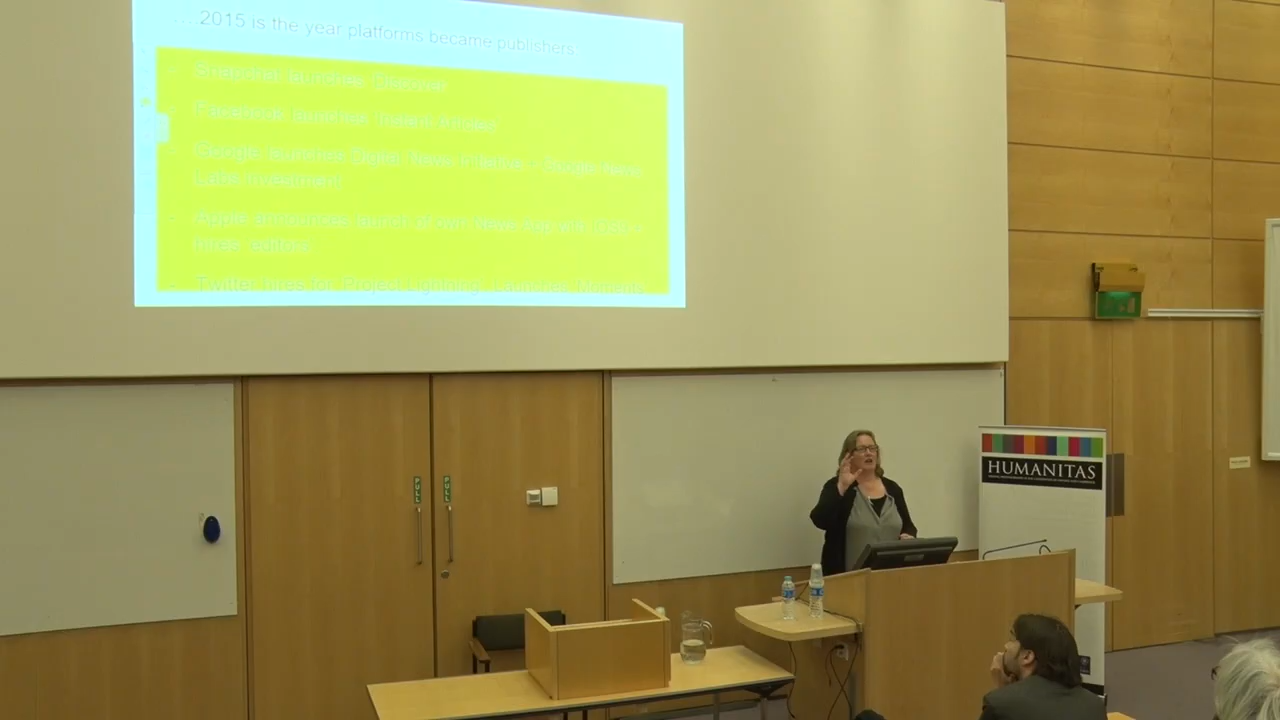 ....2015 is the year platforms became publishers
- Snapchat launches 'Discover'
- Facebook launches 'Instant Articles'
- Google launches Digital News Initiative + Google News
Labs investment
- Apple announces launch of own News App with iOS9 +
hires 'editors'
- Twitter hires for Project Lightning. Launches 'Moments'
PULL
PULL
HUMANITAS